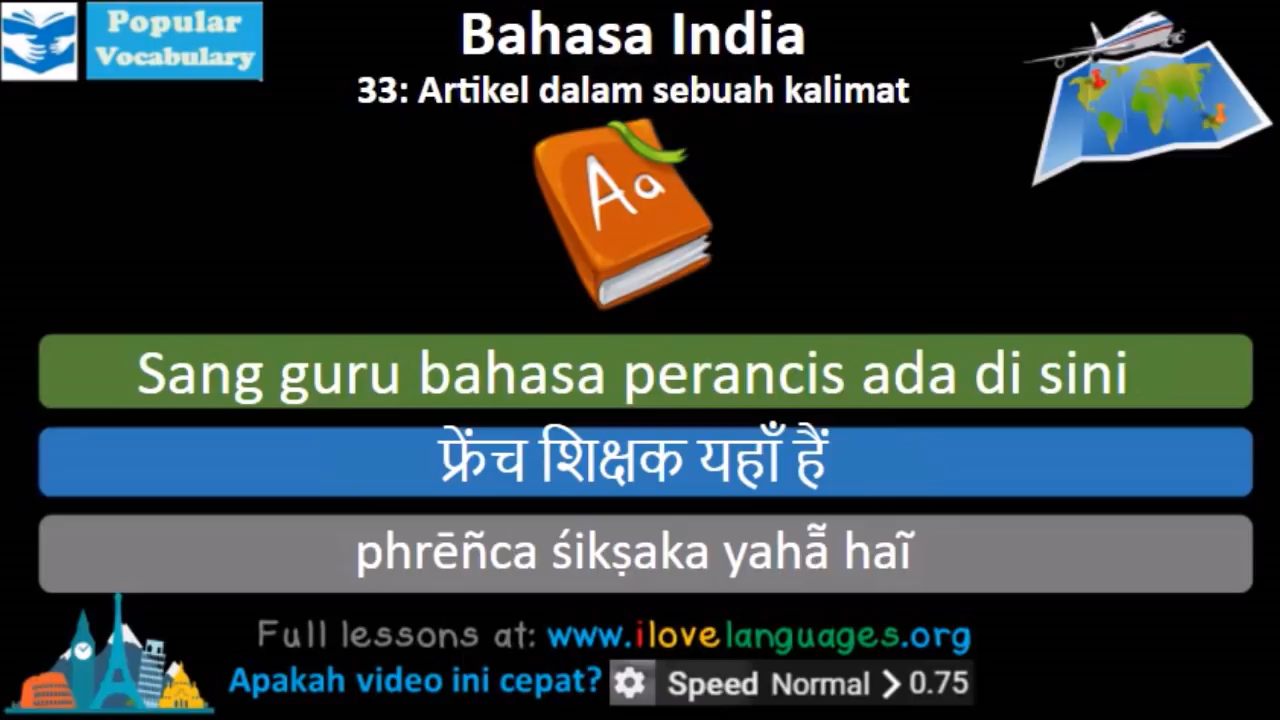 Popular
Vocabulary
Bahasa India
33: Artikel dalam sebuah kalimat
Aa
Sang guru bahasa perancis ada di sini
फ्रेंच शिक्षक यहाँ हैं
phrēñca śikṣaka yahā̃ haĩ
Full lessons at: www.ilovelanguages.org
Apakah video ini cepat? Speed Normal > 0.75